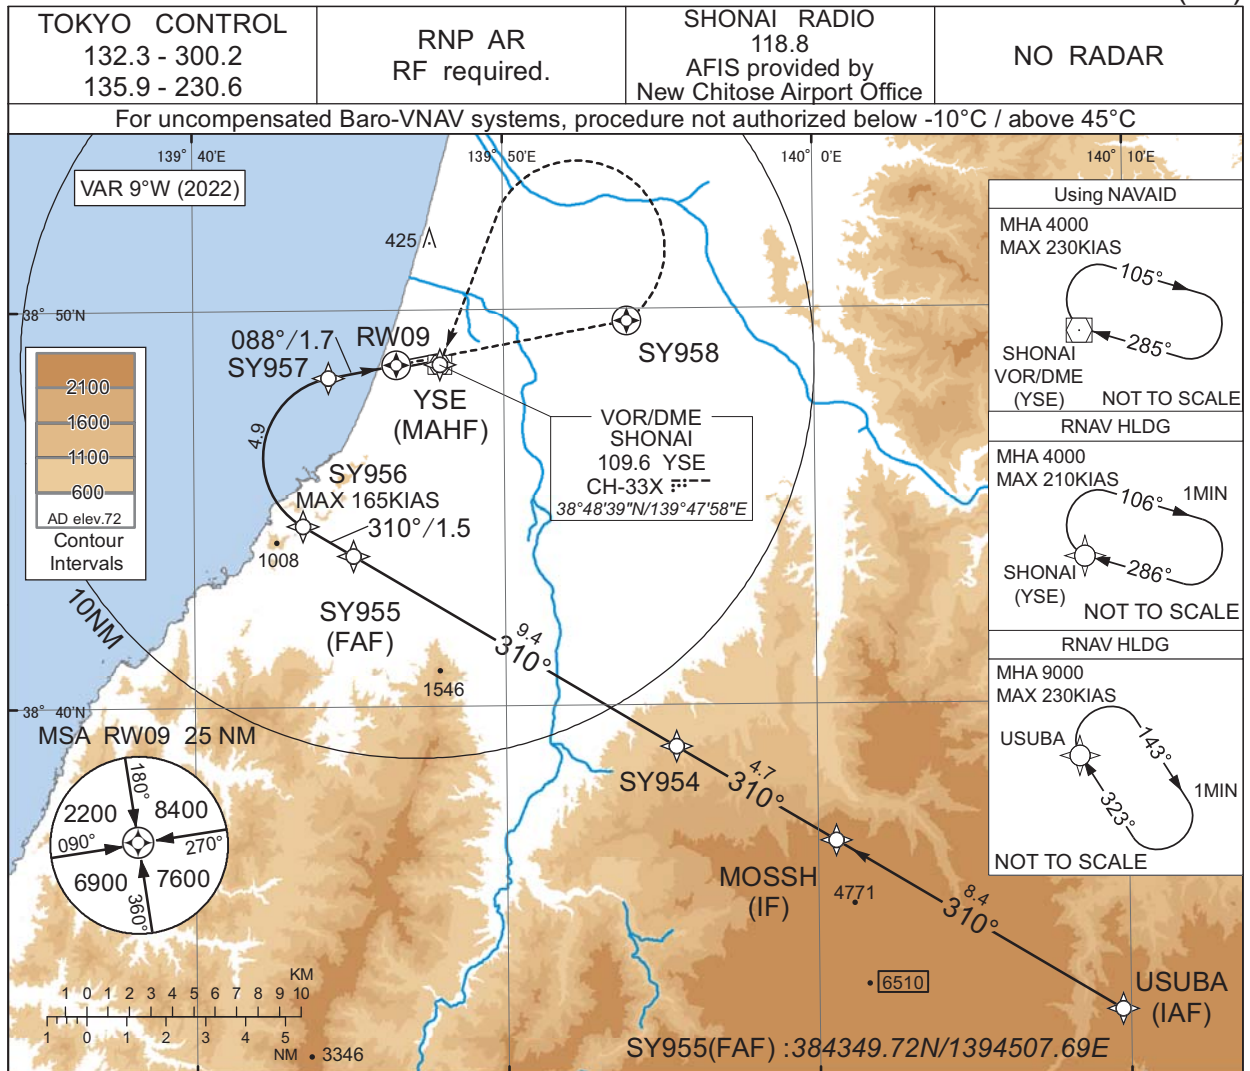 TOKYO CONTROL
132.3 - 300.2
135.9 - 230.6
RNP AR
RF required.
SHONAI RADIO
118.8
AFIS provided by
New Chitose Airport Office
NO RADAR
For uncompensated Baro-VNAV systems, procedure not authorized below -10°C / above 45°C
139° 40'E
139° 50'E
140° 0'E
140° 10'E
VAR 9°W (2022)
425
38° 50'N
088°/1.7
SY957
RW09
YSE
(MAHF)
SY958
2100
1600
1100
600
AD elev.72
Contour
Intervals
4.9
SY956
MAX 165KIAS
310°/1.5
1008
VOR/DME
SHONAI
109.6 YSE
CH-33X
38°48'39"N/139°47'58"E
10NM
SY955
(FAF)
9.4
310°
1546
38° 40'N
MSA RW09 25 NM
180°
2200
8400
090°
270°
6900
7600
360°
SY954
4.7
310°
MOSSH
(IF)
4771
8.4
310°
6510
USUBA
(IAF)
KM
1 0 1 2 3 4 5 6 7 8 9 10
1 0 1 2 3 4 5
NM
3346
SY955(FAF) :384349.72N/1394507.69E
Using NAVAID
MHA 4000
MAX 230KIAS
105°
285°
SHONAI
VOR/DME
(YSE)
NOT TO SCALE
RNAV HLDG
MHA 4000
MAX 210KIAS
1MIN
106°
286°
SHONAI
(YSE)
NOT TO SCALE
RNAV HLDG
MHA 9000
MAX 230KIAS
USUBA
143°
1MIN
323°
NOT TO SCALE